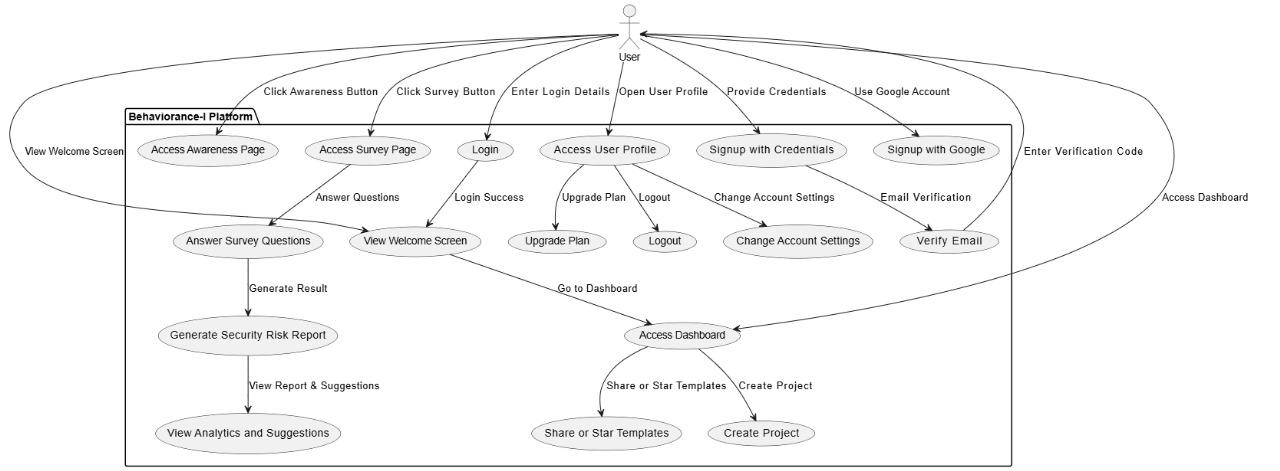 User
Click Awareness Button
Click Survey Button
Enter Login Details
Open User Profile
Provide Credentials
Use Google Account
Behaviorance-I Platform
View Welcome Screen
Access Awareness Page
Access Survey Page
Login
Access User Profile
Signup with Credentials
Signup with Google
Enter Verification Code
Answer Questions
Login Success
Upgrade Plan
Logout
Change Account Settings
Email Verification
Access Dashboard
Answer Survey Questions
View Welcome Screen
Upgrade Plan
Logout
Change Account Settings
Verify Email
Generate Result
Go to Dashboard
Generate Security Risk Report
Access Dashboard
View Report & Suggestions
Share or Star Templates
Create Project
View Analytics and Suggestions
Share or Star Templates
Create Project